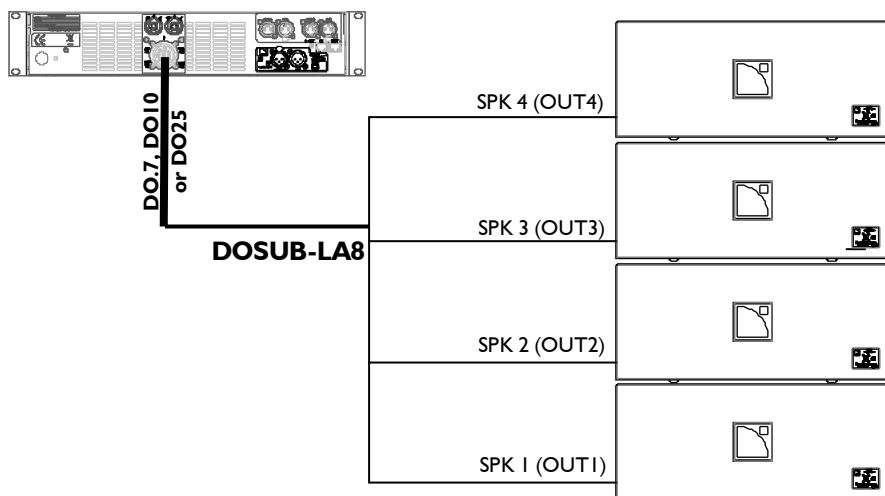 DO.7, DO10
or DO25
DOSUB-LA8
SPK 4 (OUT4)
SPK 3 (OUT3)
SPK 2 (OUT2)
SPK 1 (OUT1)